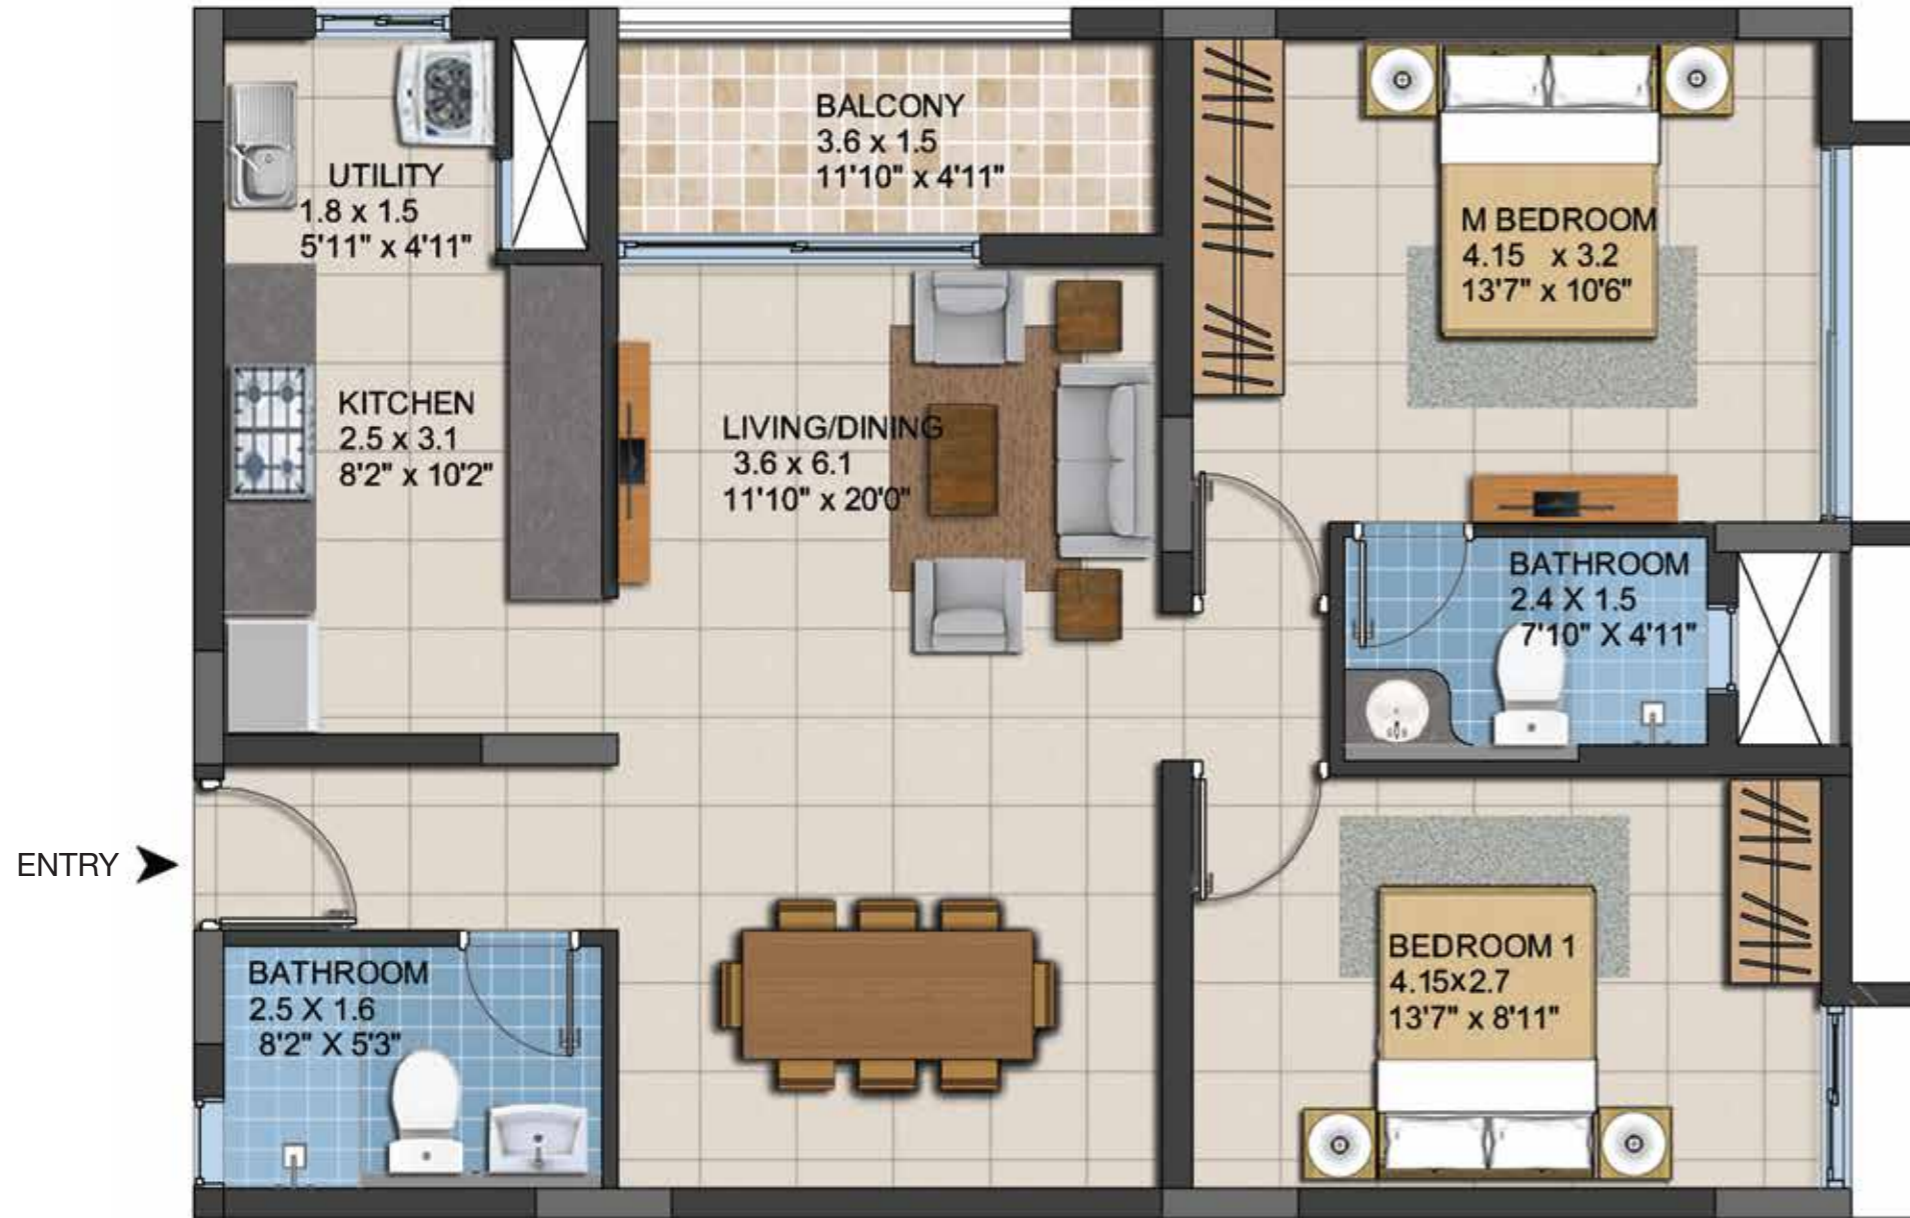 BALCONY
3.6 x 1.5
11'10" x 4'11"
UTILITY
1.8 x 1.5
5'11" x 4'11"
M BEDROOM
4.15 x 3.2
13'7" x 10'6"
KITCHEN
2.5 x 3.1
8'2" x 10'2"
LIVING/DINING
3.6 x 6.1
11'10" x 20'0"
BATHROOM
2.4 X 1.5
7'10" X 4'11"
ENTRY
BATHROOM
2.5 X 1.6
8'2" X 5'3"
BEDROOM 1
4.15x2.7
13'7" x 8'11"